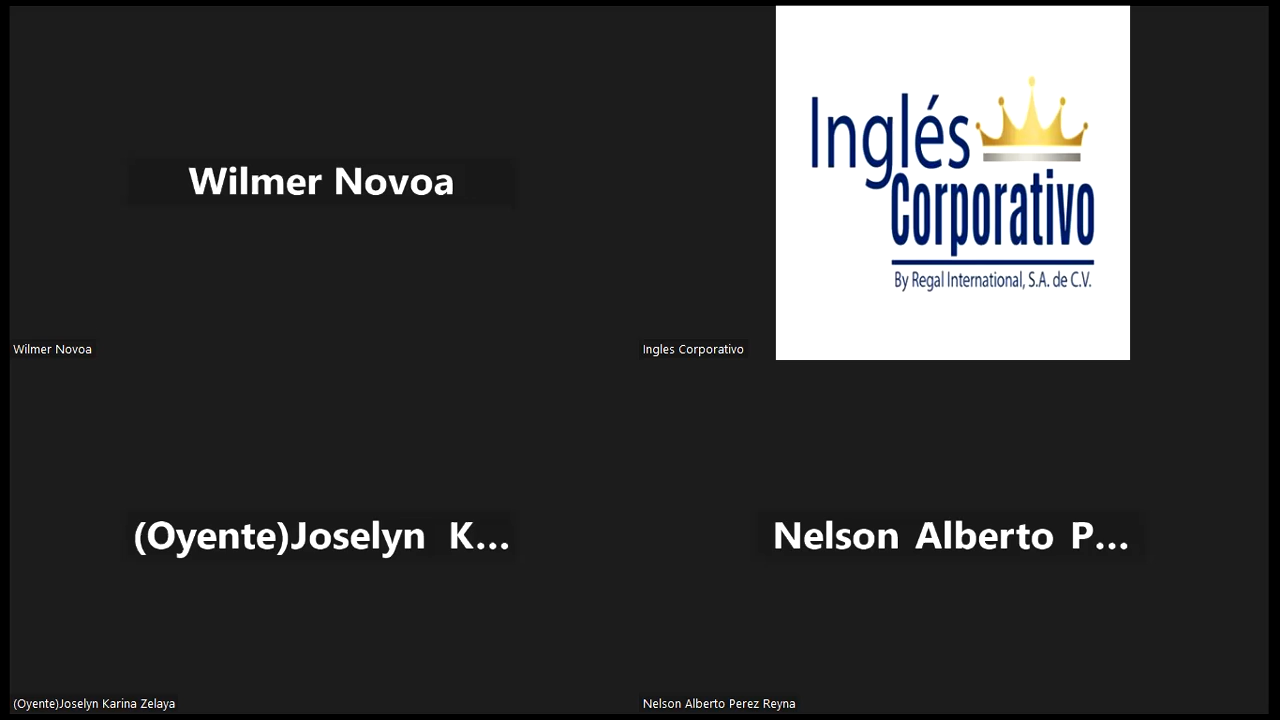 Wilmer Novoa
Inglés
Corporativo
By Regal International, S.A. de C.V.
Wilmer Novoa
Ingles Corporativo
(Oyente)Joselyn K...
Nelson Alberto P...
(Oyente)Joselyn Karina Zelaya
Nelson Alberto Perez Reyna